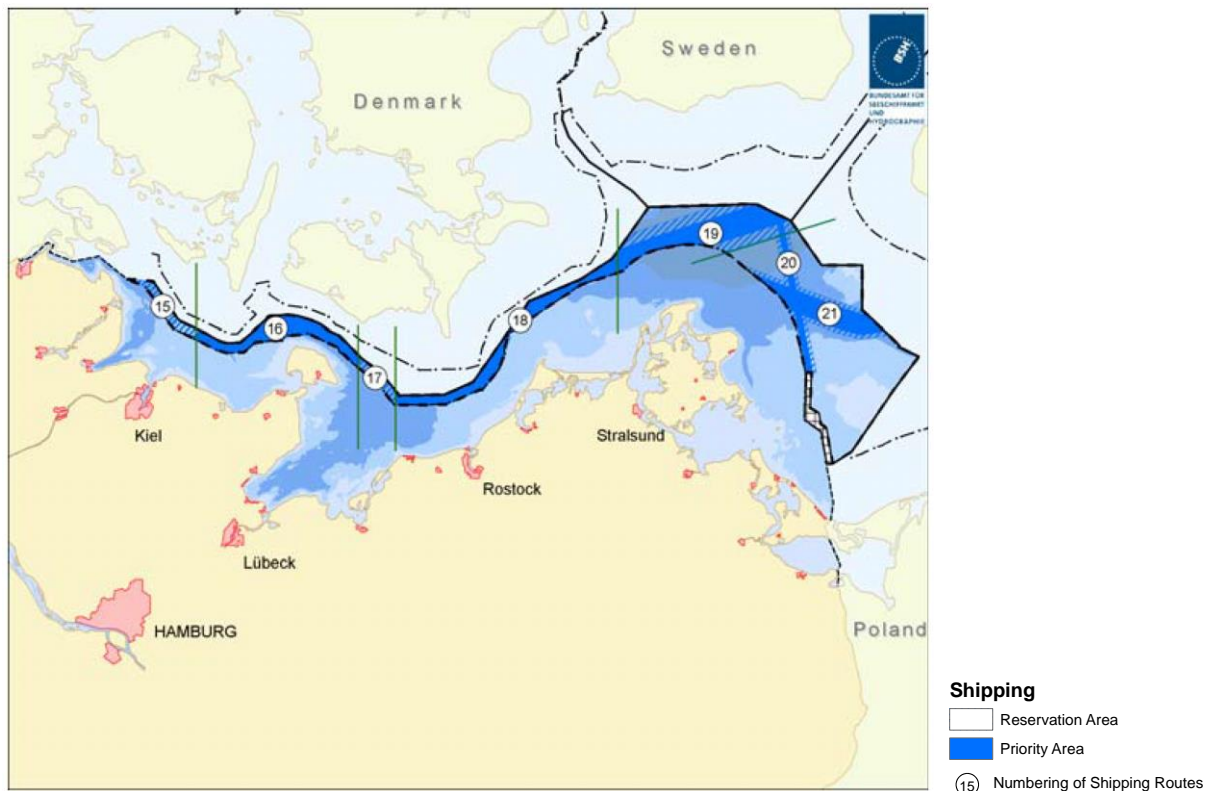 Sweden
BSH
BUNDESAMT FÜR
SEESCHIFFFAHRT
UND
HYDROGRAPHIE
Denmark
19
20
15
21
16
18
17
Kiel
Stralsund
Rostock
Lübeck
HAMBURG
Poland
Shipping
Reservation Area
Priority Area
15 Numbering of Shipping Routes